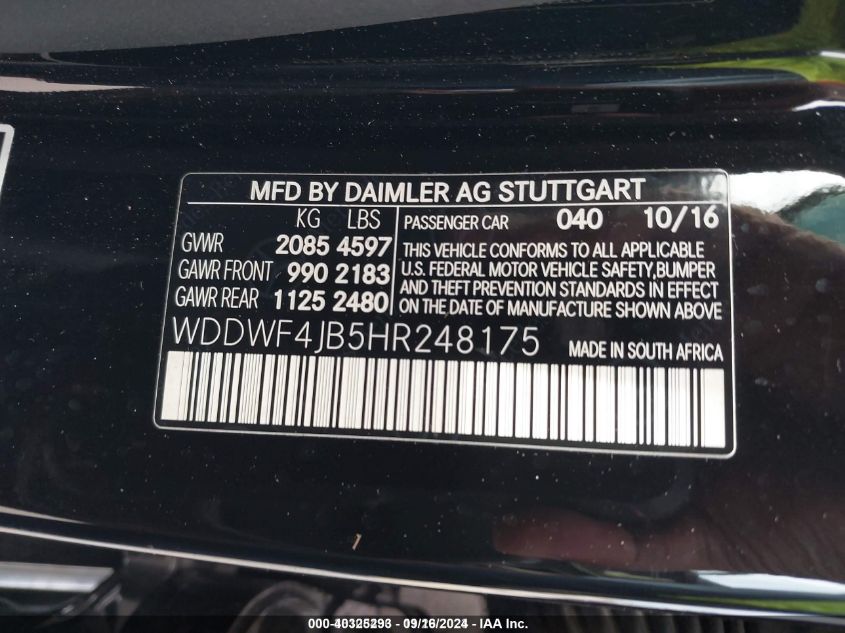 MFD BY DAIMLER AG STUTTGART
KG LBS
GVWR 2085 4597
GAWR FRONT 990 2183
GAWR REAR 1125 2480
PASSENGER CAR 040 10/16
THIS VEHICLE CONFORMS TO ALL APPLICABLE
U.S. FEDERAL MOTOR VEHICLE SAFETY,BUMPER
AND THEFT PREVENTION STANDARDS IN EFFECT
ON THE DATE OF MANUFACTURE SHOWN ABOVE
WDDWF4JB5HR248175 MADE IN SOUTH AFRICA
000-40325293 - 09/16/2024 - IAA Inc.